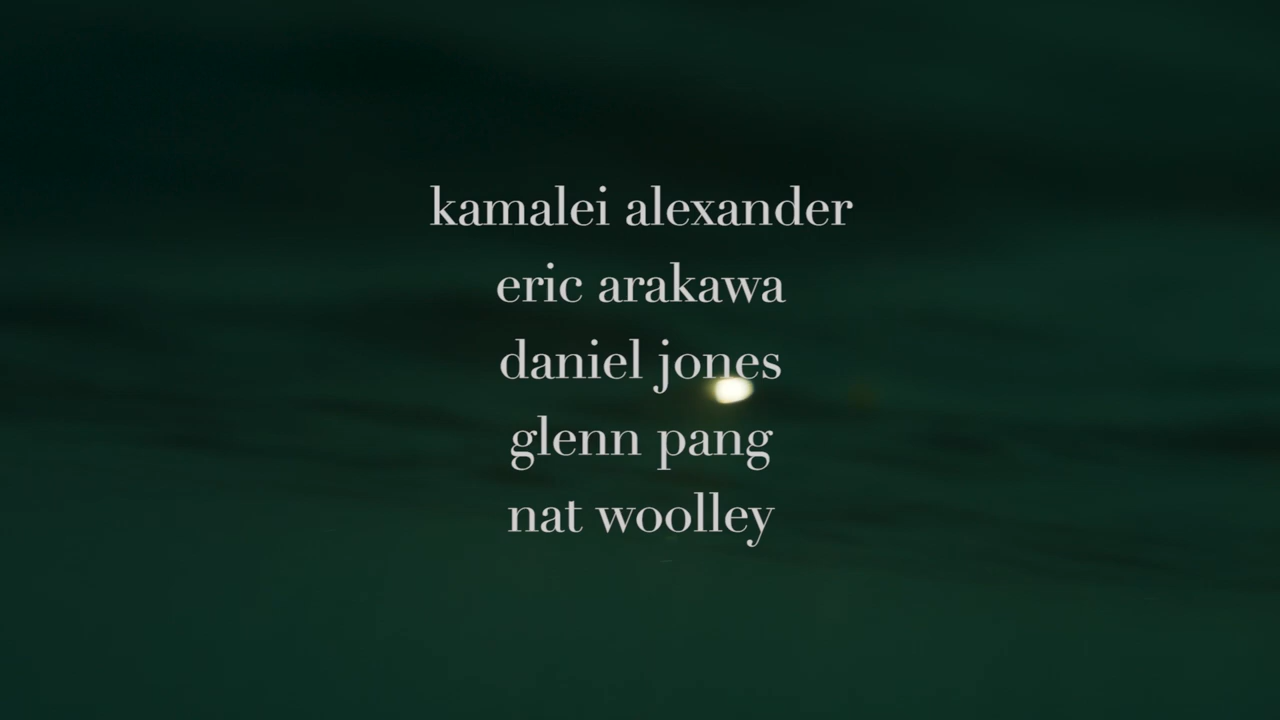 kamalei alexander
eric arakawa
daniel jones
glenn pang
nat woolley